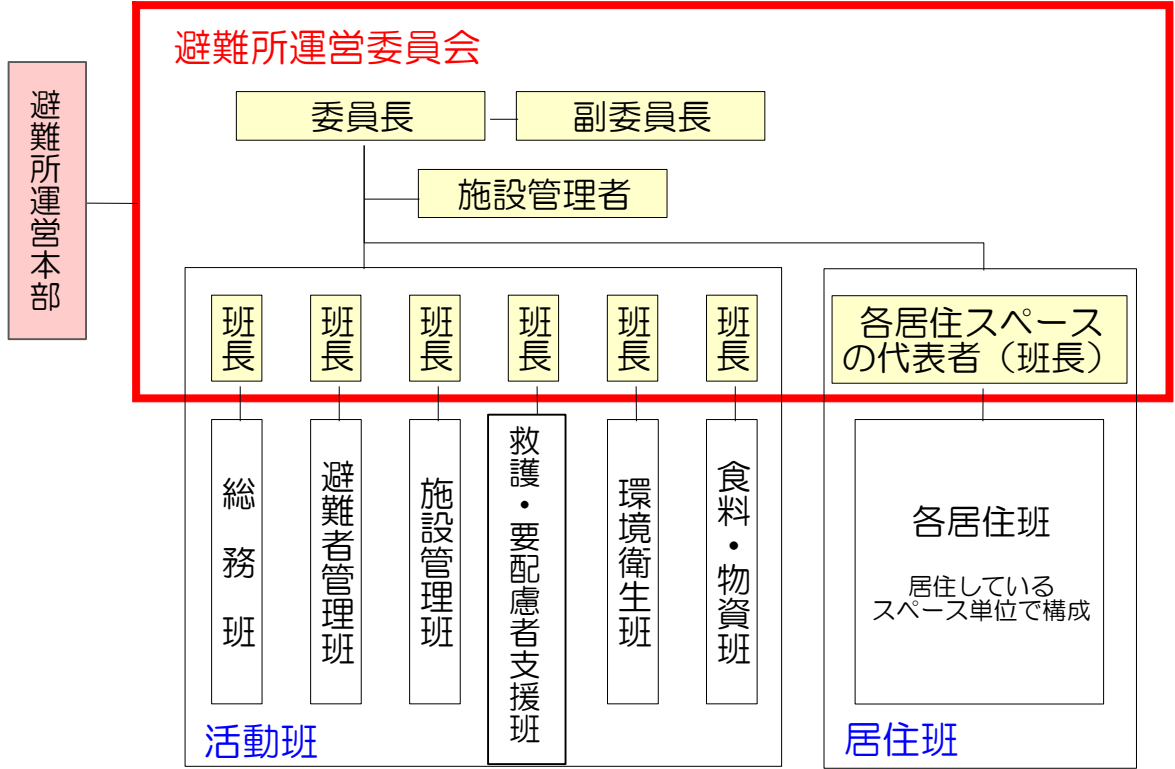 避難所運営委員会
避難所運営本部
委員長
副委員長
施設管理者
班長
班長
班長
班長
班長
班長
各居住スペース
の代表者（班長）
総務班
避難者管理班
施設管理班
救護・要配慮者支援班
環境衛生班
食料・物資班
各居住班
居住している
スペース単位で構成
活動班
居住班